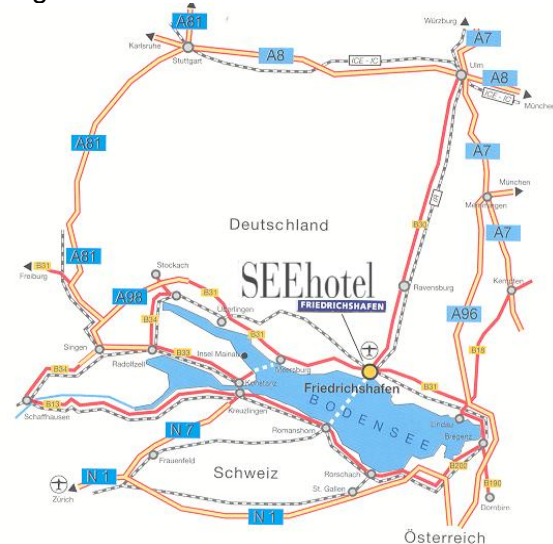 A81
Karlsruhe
Stuttgart
A8
ICE - IC
Würzburg
A7
Ulm
A8
ICE - IC
München
A81
A7
München
Memmingen
Deutschland
B30
A7
A81
B31
Freiburg
Stockach
SEEhotel
FRIEDRICHSHAFEN
Ravensburg
Kempten
A98
B31
Überlingen
A96
B34
B31
B18
Singen
Radolfzell
B33
Insel Mainau
Meersburg
B34
Konstanz
Friedrichshafen
B31
B13
Schaffhausen
Kreuzlingen
BODENSEE
Lindau
N 7
Romanshorn
Bregenz
Frauenfeld
Schweiz
Rorschach
B202
N 1
St. Gallen
B190
Zürich
Dornbirn
N 1
Österreich